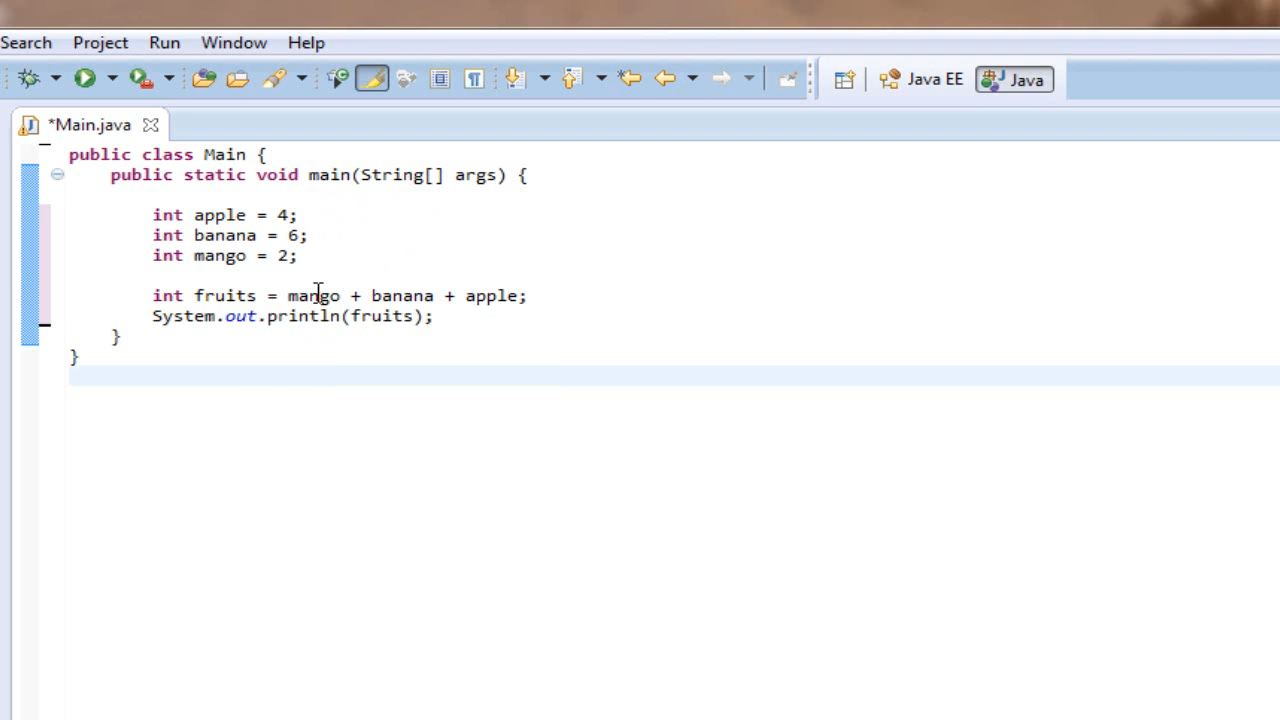 Search Project Run Window Help
Java EE Java
*Main.java
public class Main {
public static void main(String[] args) {
int apple = 4;
int banana = 6;
int mango = 2;
int fruits = mango + banana + apple;
System.out.println(fruits);
}
}